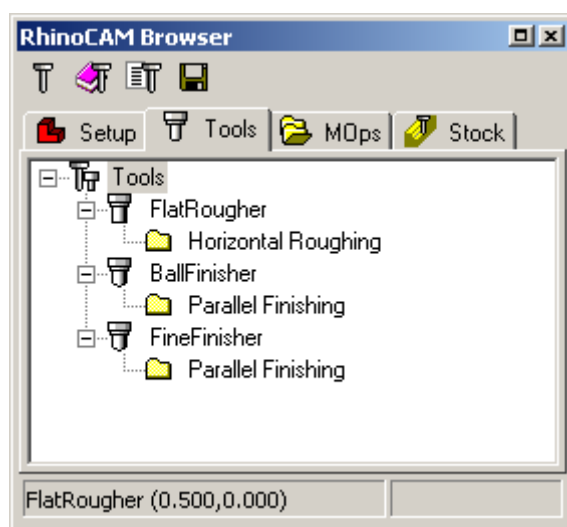 RhinoCAM Browser
Setup Tools MOps Stock
Tools
FlatRougher
Horizontal Roughing
BallFinisher
Parallel Finishing
FineFinisher
Parallel Finishing
FlatRougher (0.500,0.000)